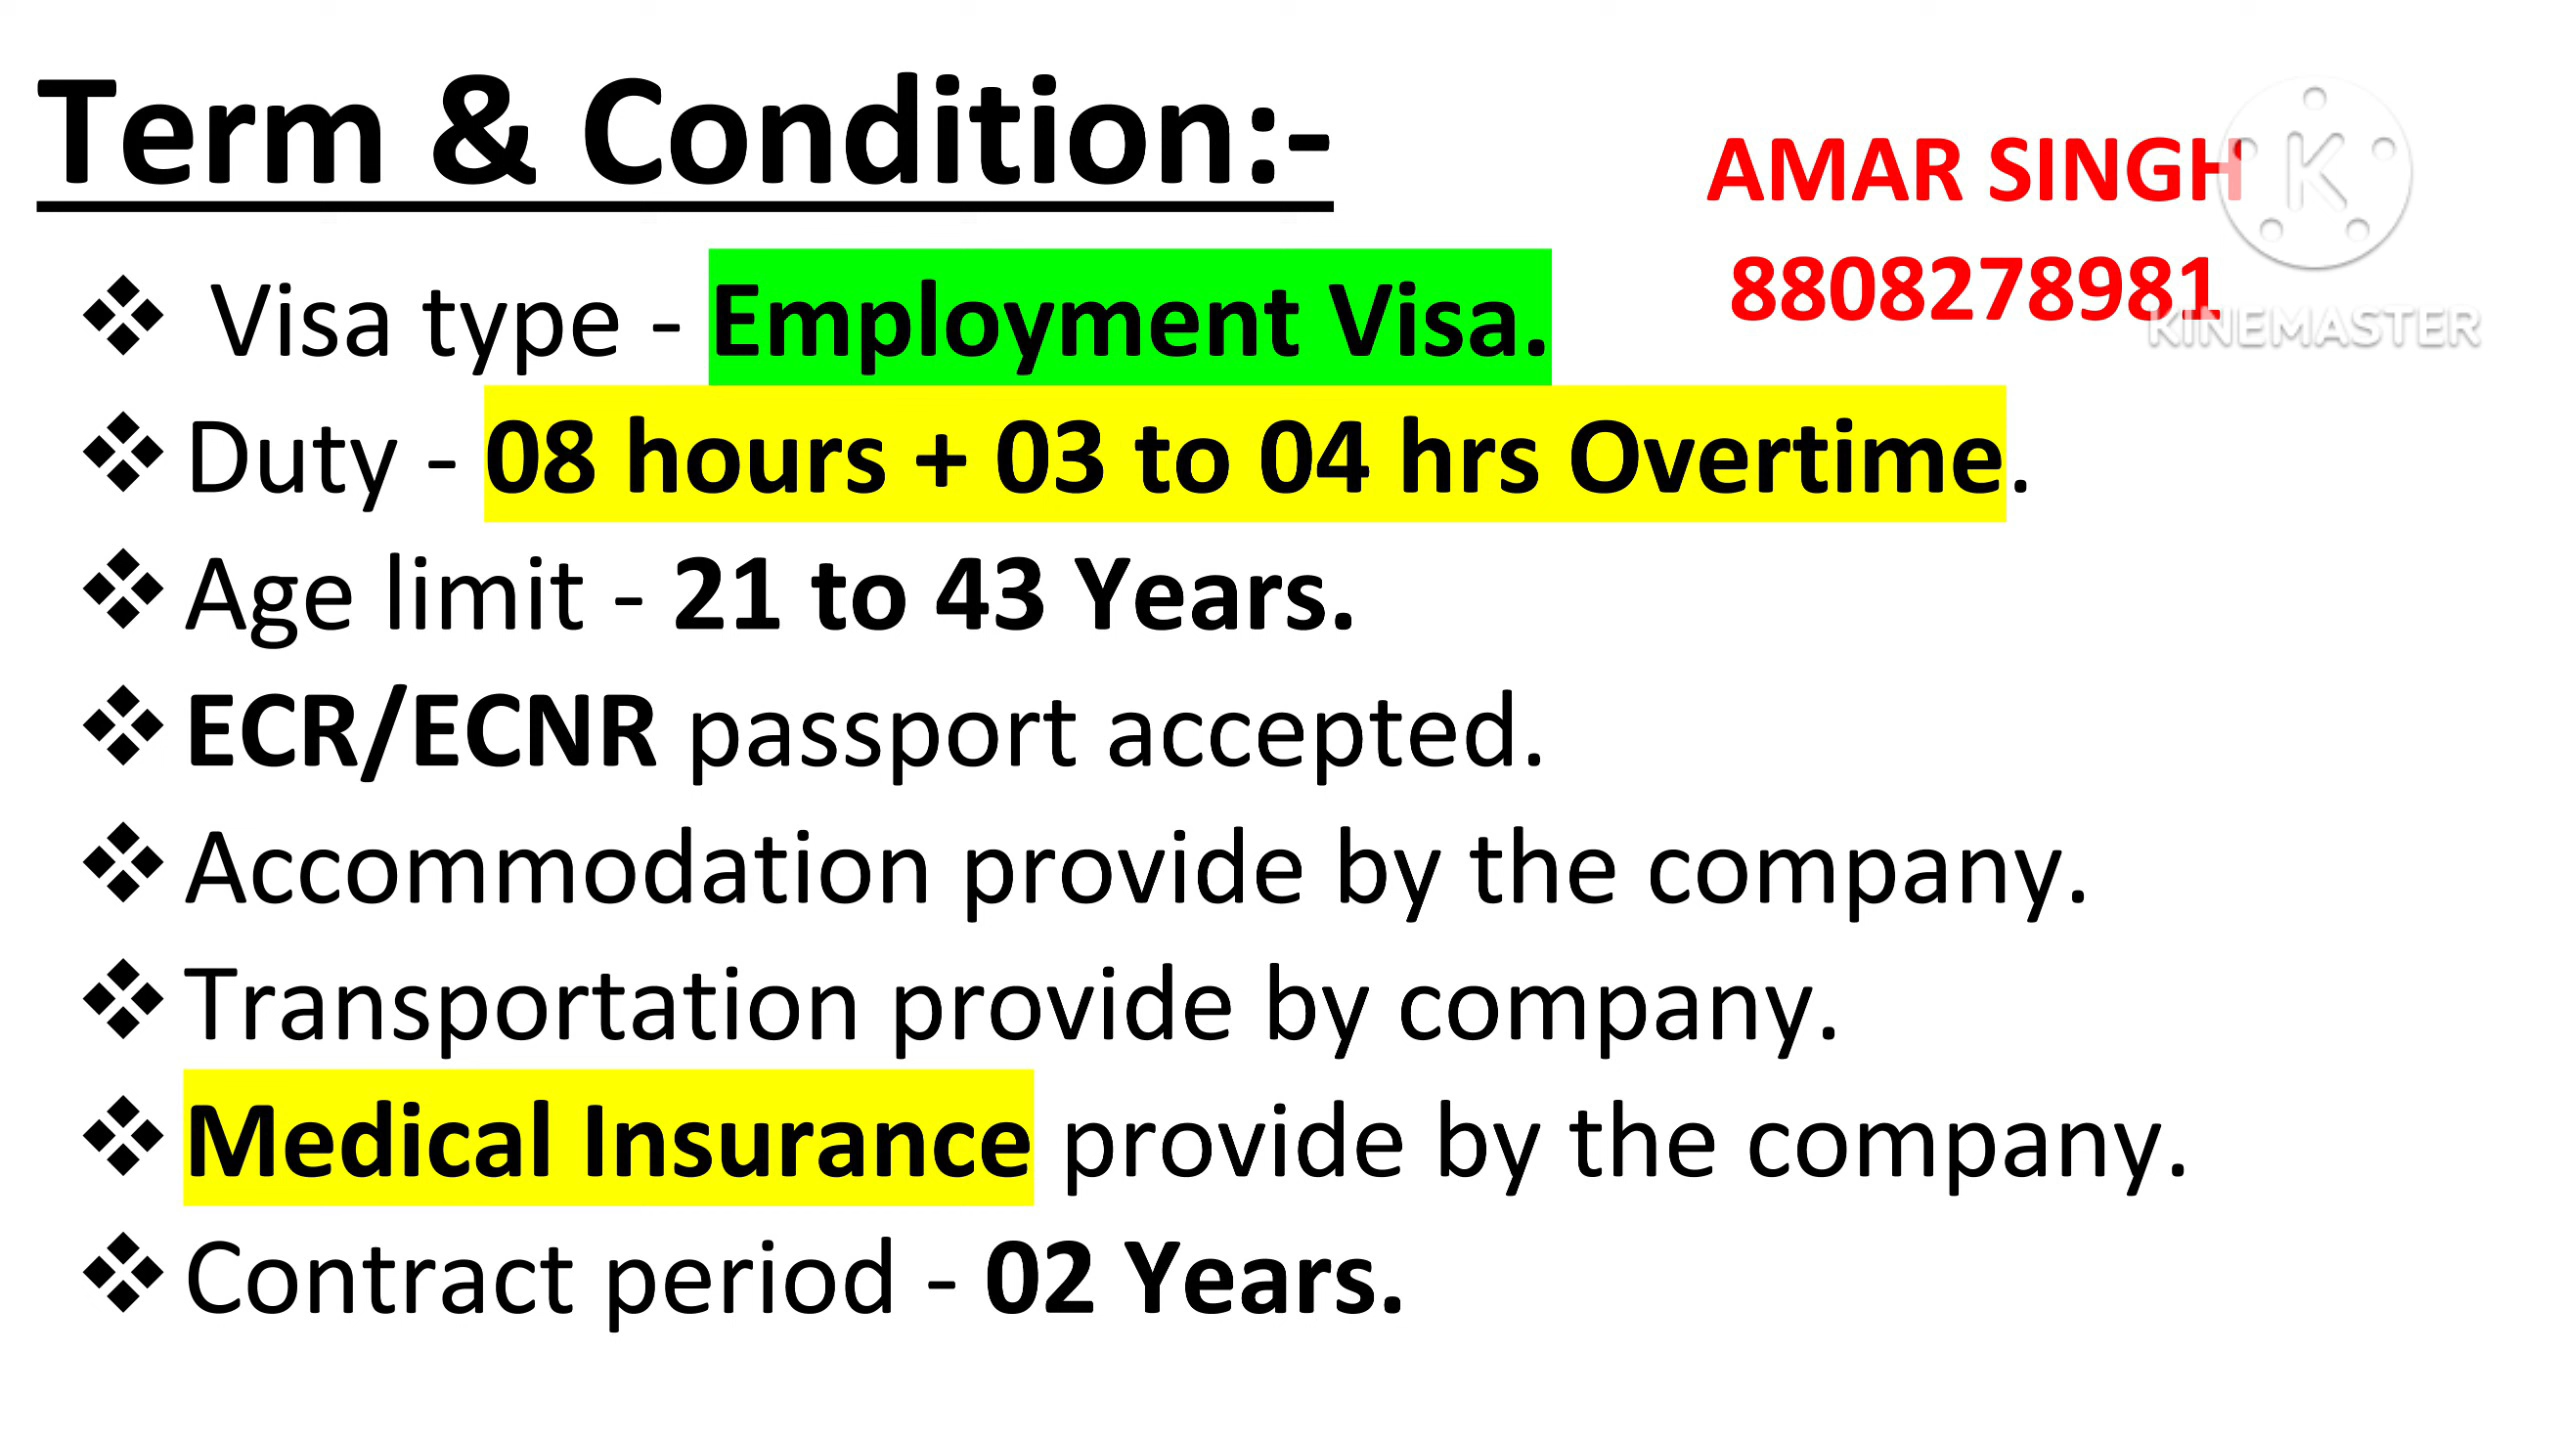 Term & Condition:-
AMAR SINGH
8808278981
KINEMASTER
❖ Visa type - Employment Visa.
❖ Duty - 08 hours + 03 to 04 hrs Overtime.
❖ Age limit - 21 to 43 Years.
❖ ECR/ECNR passport accepted.
❖ Accommodation provide by the company.
❖ Transportation provide by company.
❖ Medical Insurance provide by the company.
❖ Contract period - 02 Years.